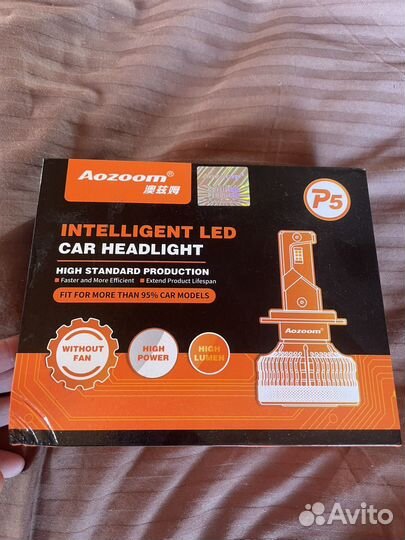 Aozoom®
澳兹姆
P5
INTELLIGENT LED
CAR HEADLIGHT
HIGH STANDARD PRODUCTION
Faster and More Efficient Extend Product Lifespan
FIT FOR MORE THAN 95% CAR MODELS
WITHOUT FAN
HIGH POWER
HIGH LUMEN
Aozoom®
Avito